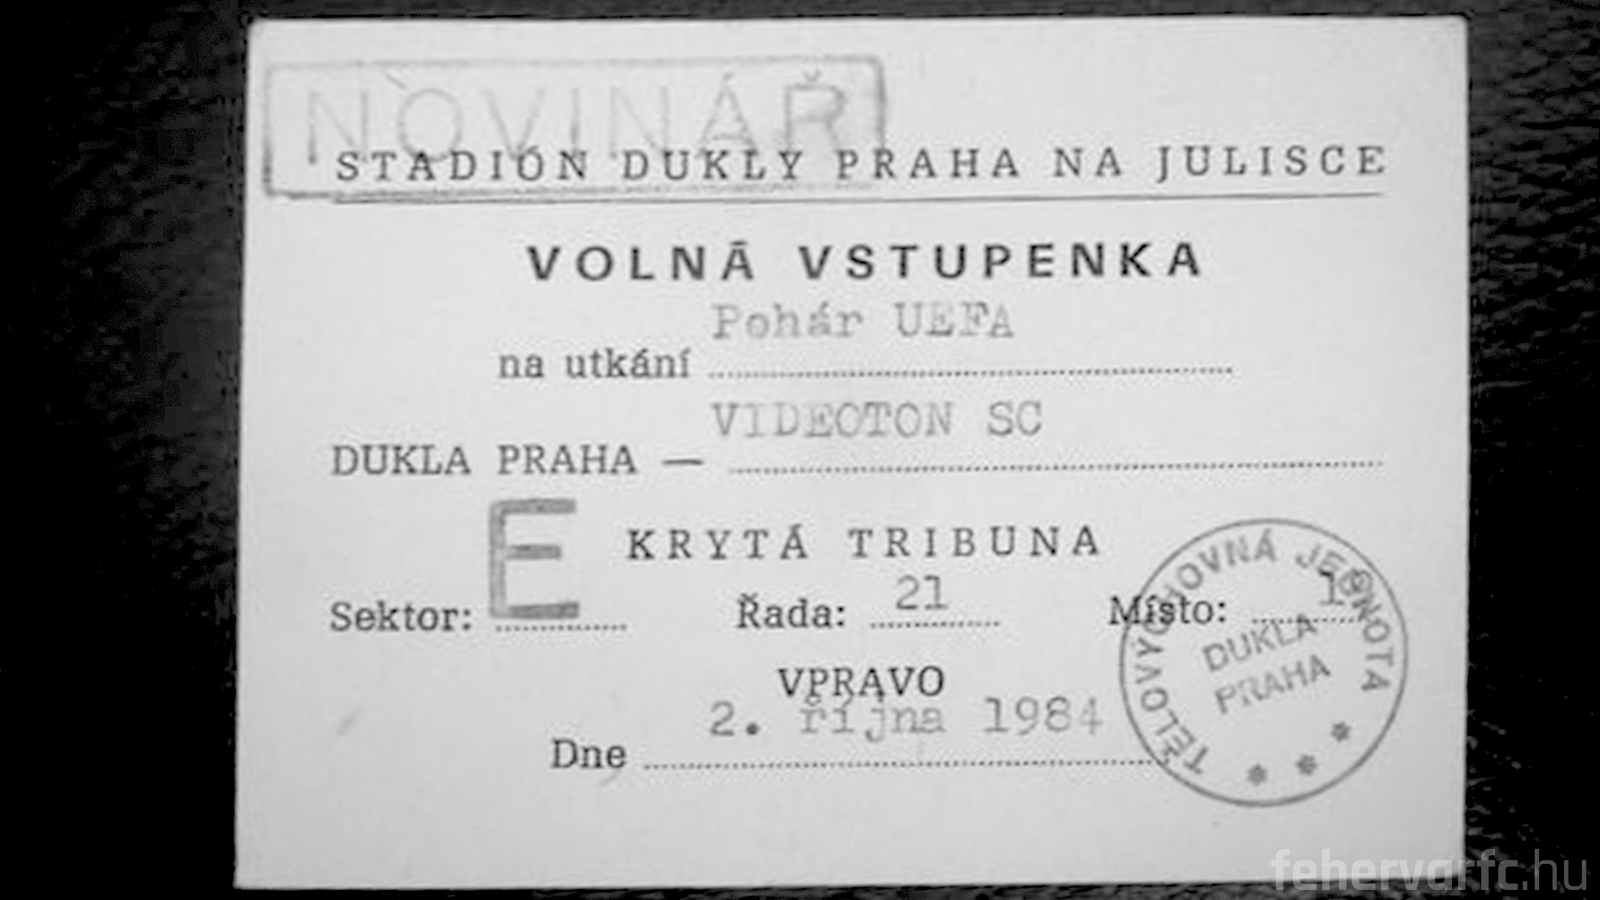 NOVINÁŘ
STADIÓN DUKLY PRAHA NA JULISCE
VOLNÁ VSTUPENKA
Pohár UEFA
na utkání
VIDEOTON SC
DUKLA PRAHA —
E KRYTÁ TRIBUNA
Sektor: Řada: 21 Místo:
VPRAVO
2. října 1984
Dne
TĚLOVÝCHOVNÁ JEDNOTA
DUKLA
PRAHA
* * *
fehervarfc.hu